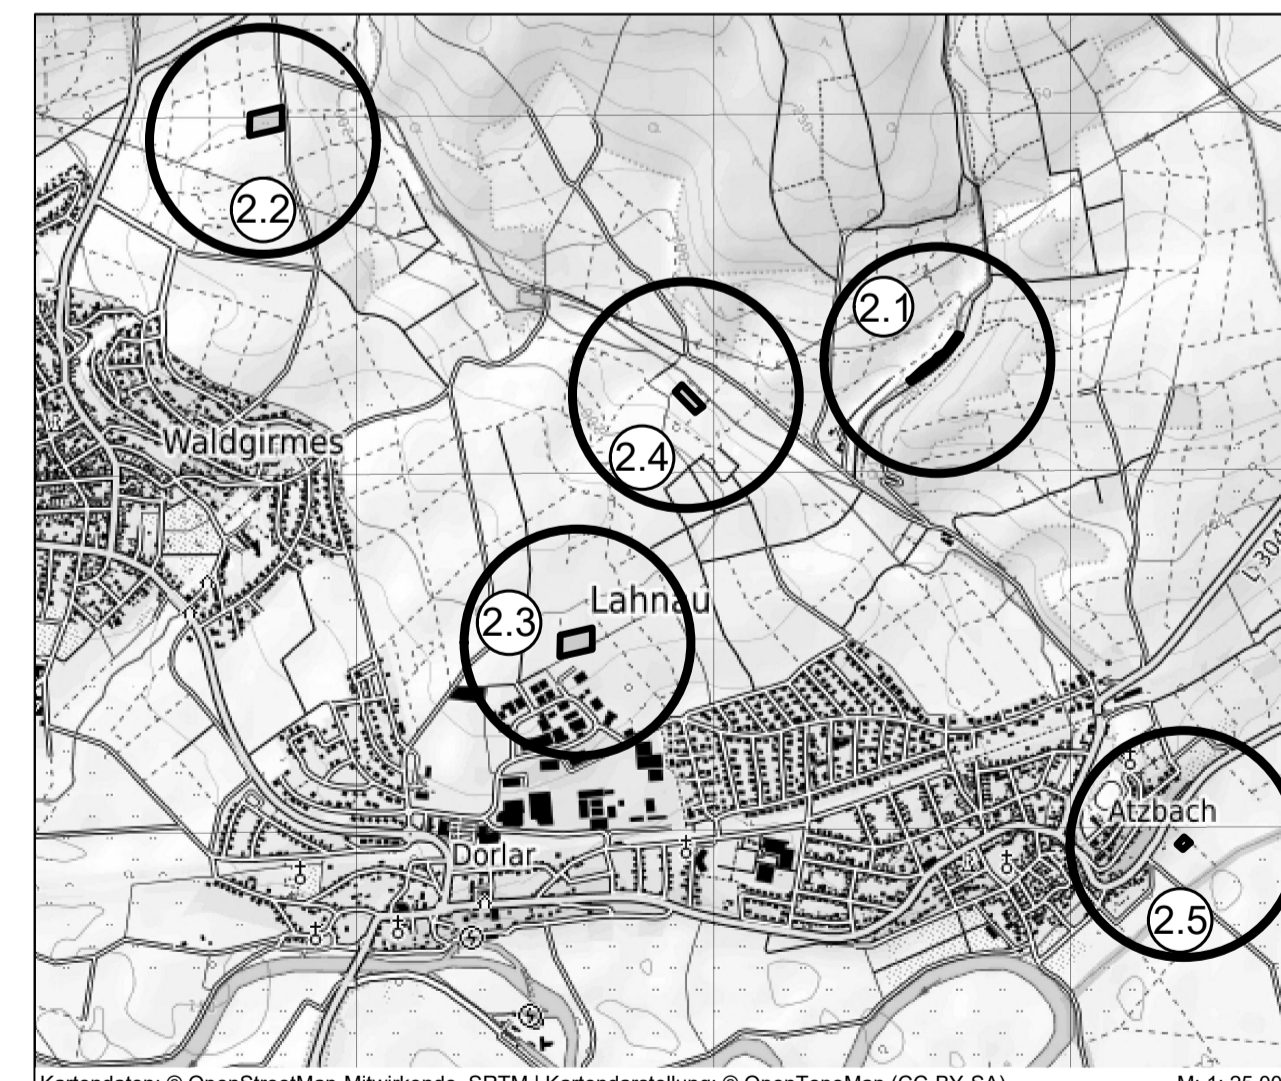 2.2
2.1
Waldgirmes
2.4
Lahnau
2.3
L 304
Atzbach
Dorlar
2.5
Kartendaten: © OpenStreetMap-Mitwirkende, SRTM | Kartendarstellung: © OpenTopoMap (CC-BY-SA)